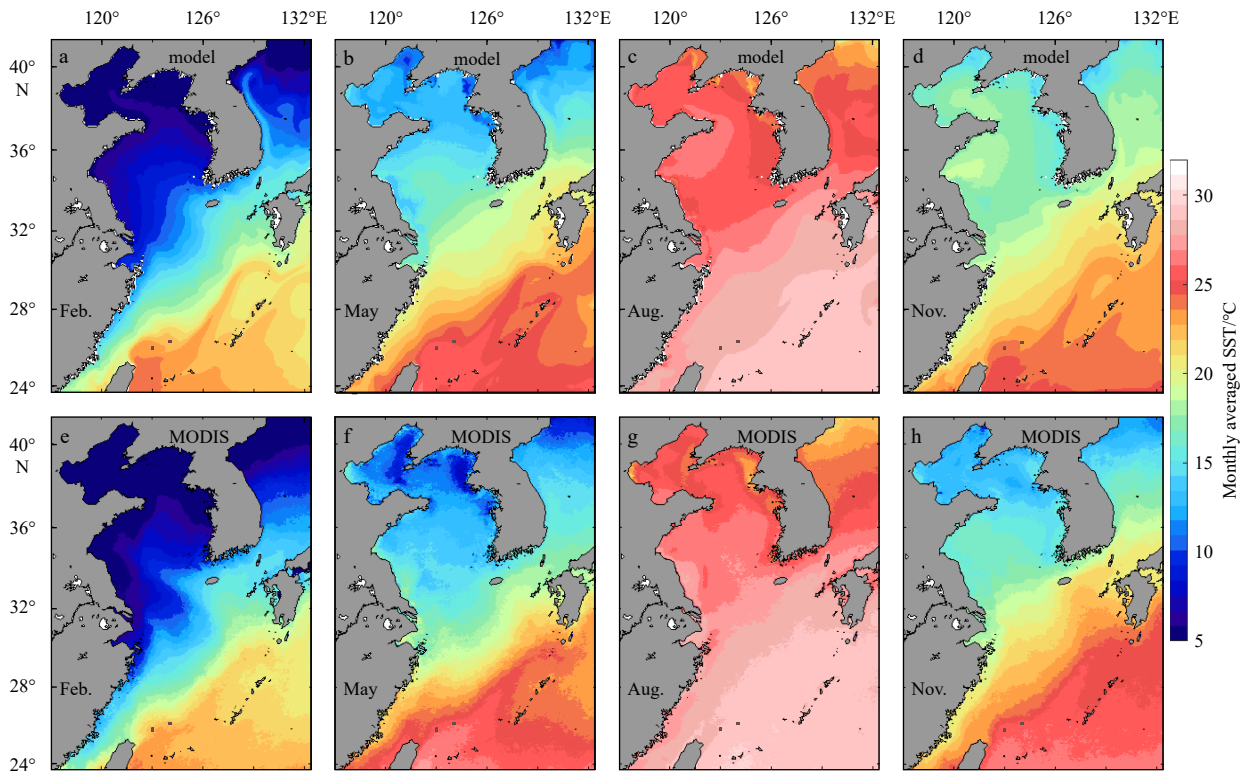 120° 126° 132°E 120° 126° 132°E 120° 126° 132°E 120° 126° 132°E
a model b model c model d model
40°
N
36°
32°
28°
Feb. May Aug. Nov.
24°
e MODIS f MODIS g MODIS h MODIS
40°
N
36°
32°
28°
Feb. May Aug. Nov.
24°
30
25
20
15
10
5
Monthly averaged SST/°C